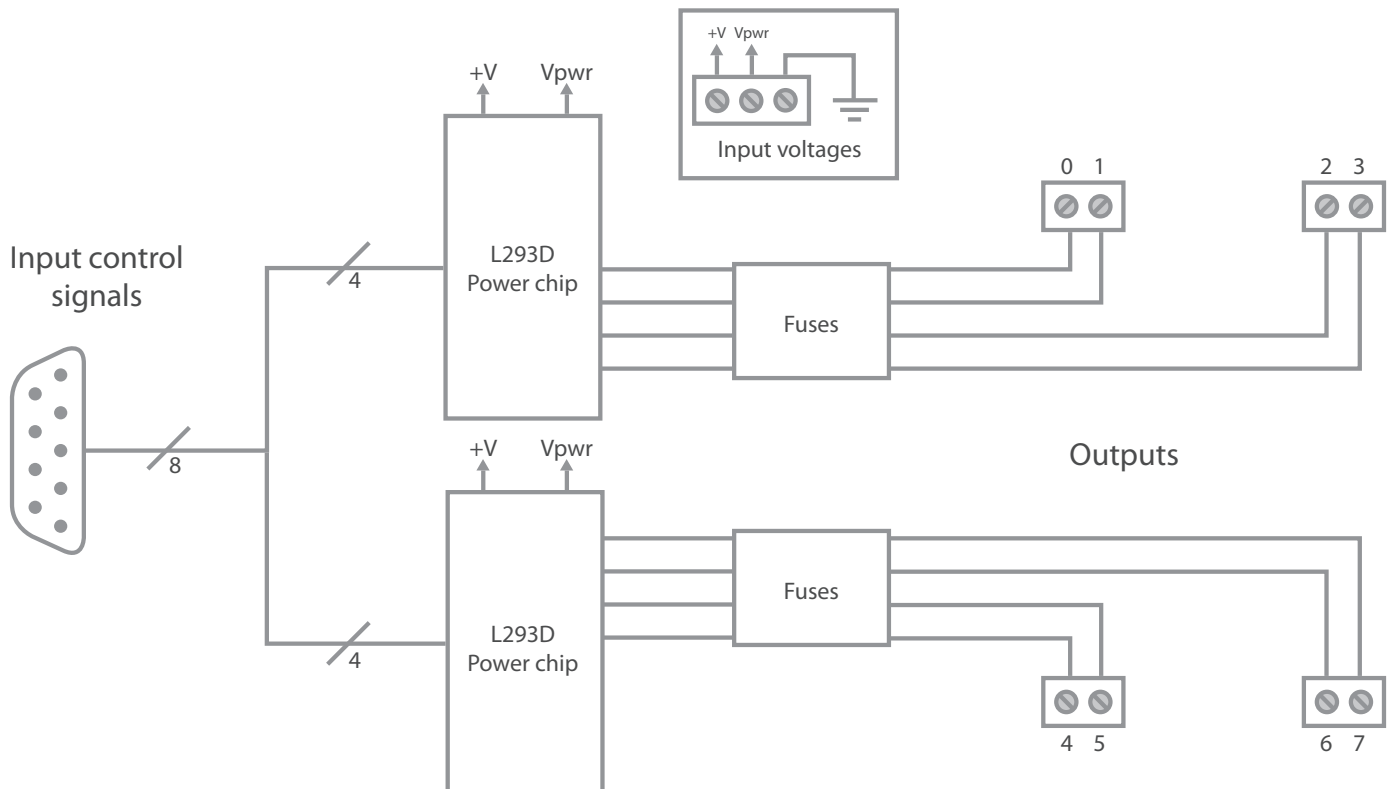 +V Vpwr
Input voltages
+V Vpwr
0 1
2 3
Input control
signals
4
L293D
Power chip
Fuses
8
+V Vpwr
Outputs
4
L293D
Power chip
Fuses
4 5
6 7